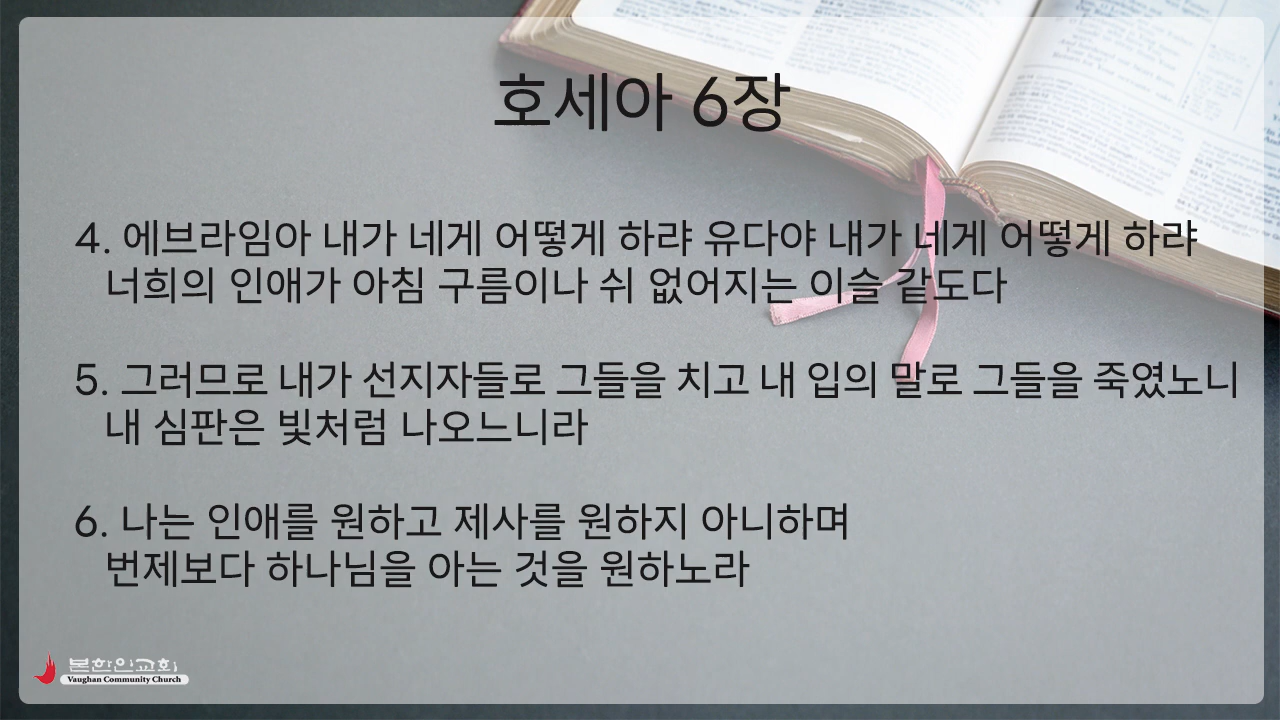 호세아 6장
4. 에브라임아 내가 네게 어떻게 하랴 유다야 내가 네게 어떻게 하랴
너희의 인애가 아침 구름이나 쉬 없어지는 이슬 같도다
5. 그러므로 내가 선지자들로 그들을 치고 내 입의 말로 그들을 죽였노니
내 심판은 빛처럼 나오느니라
6. 나는 인애를 원하고 제사를 원하지 아니하며
번제보다 하나님을 아는 것을 원하노라
본한인교회
Vaughan Community Church